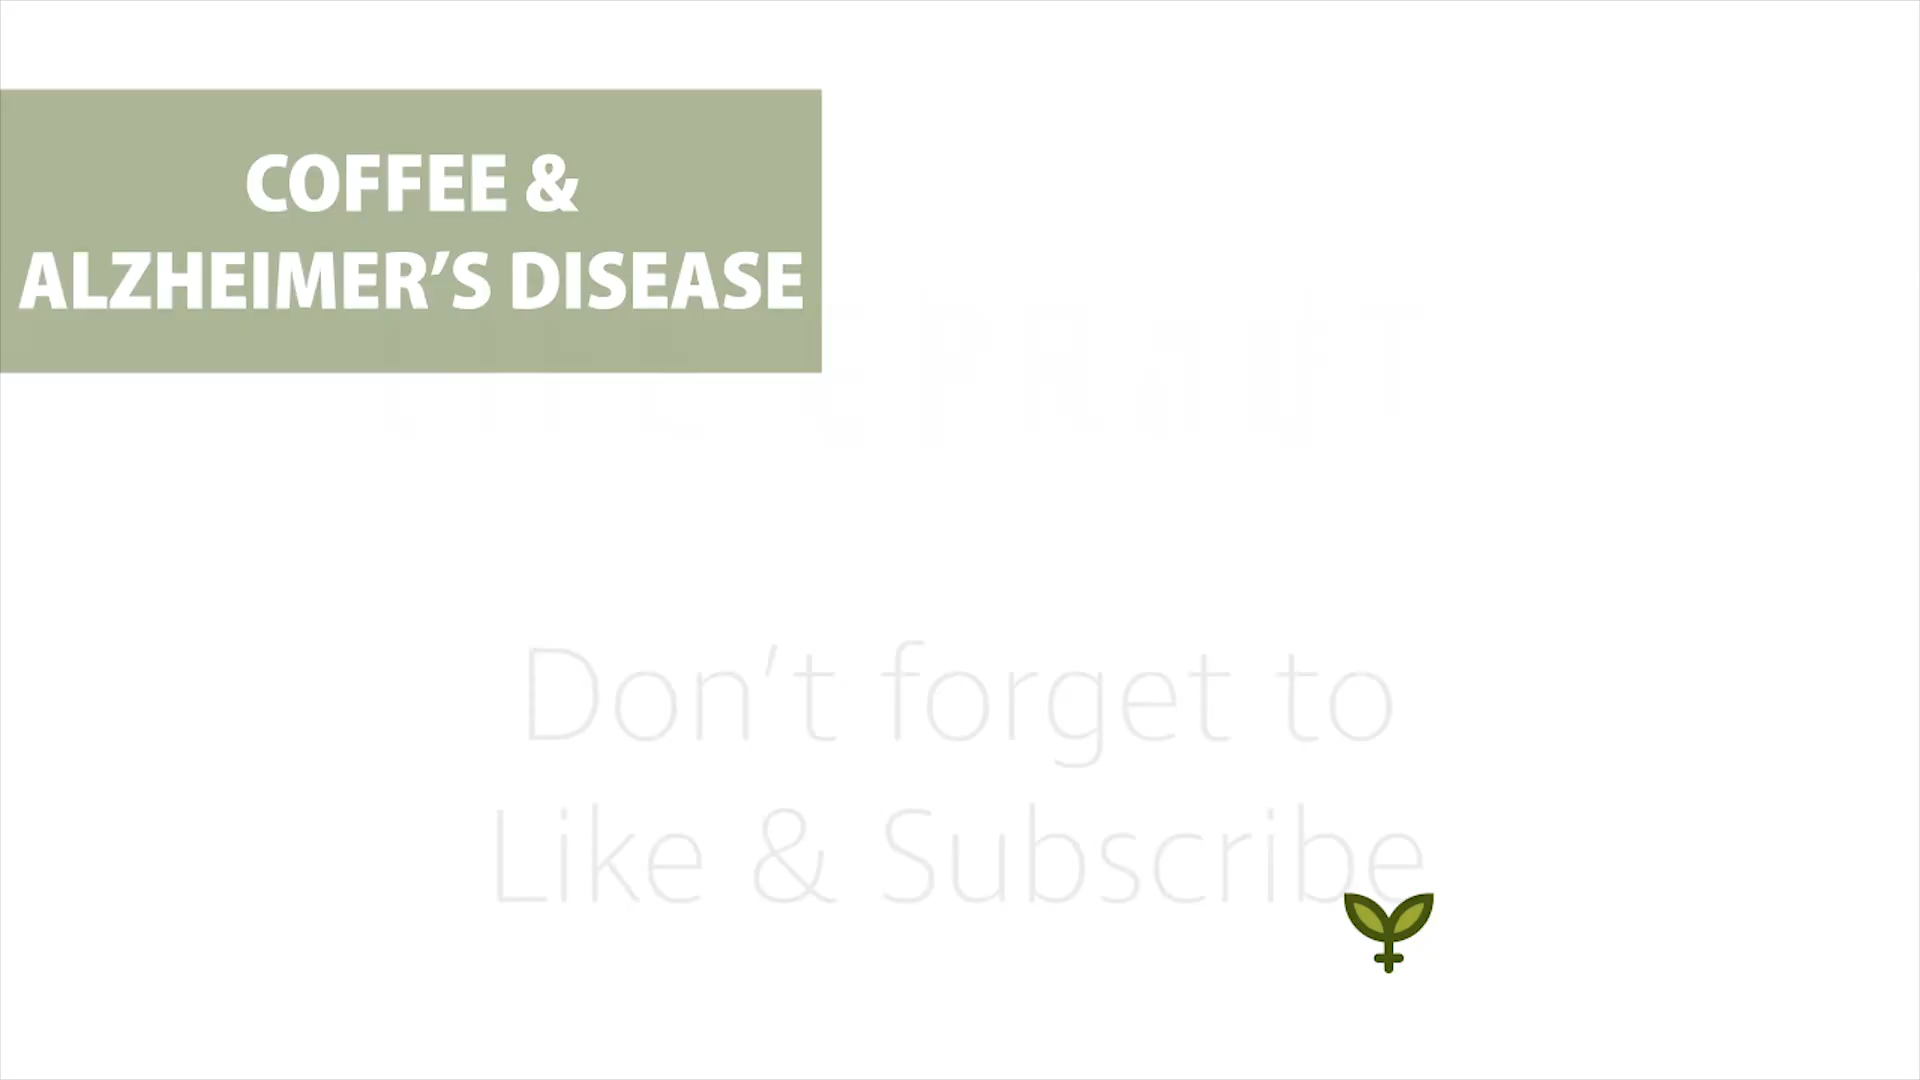 COFFEE &
ALZHEIMER’S DISEASE
Don’t forget to
Like & Subscribe